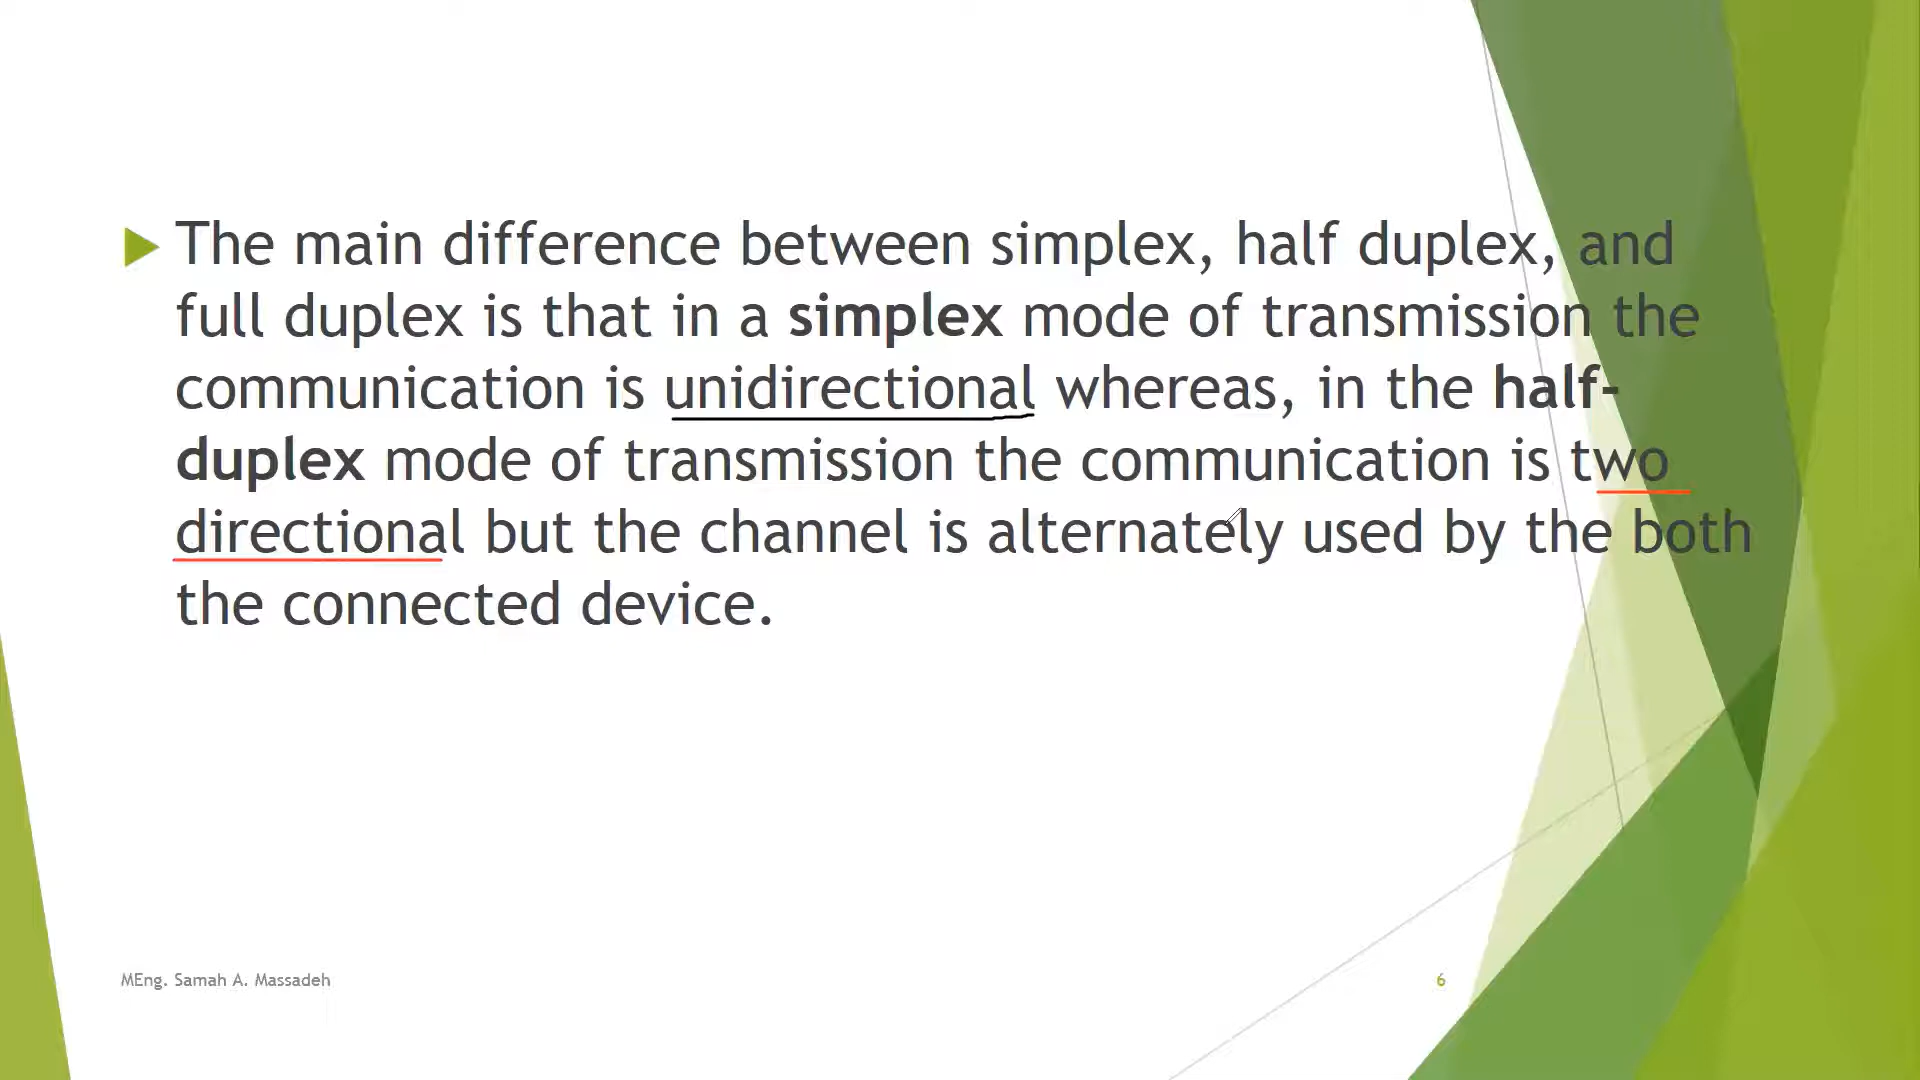 The main difference between simplex, half duplex, and
full duplex is that in a simplex mode of transmission the
communication is unidirectional whereas, in the half-
duplex mode of transmission the communication is two
directional but the channel is alternately used by the both
the connected device.
MEng. Samah A. Massadeh
6